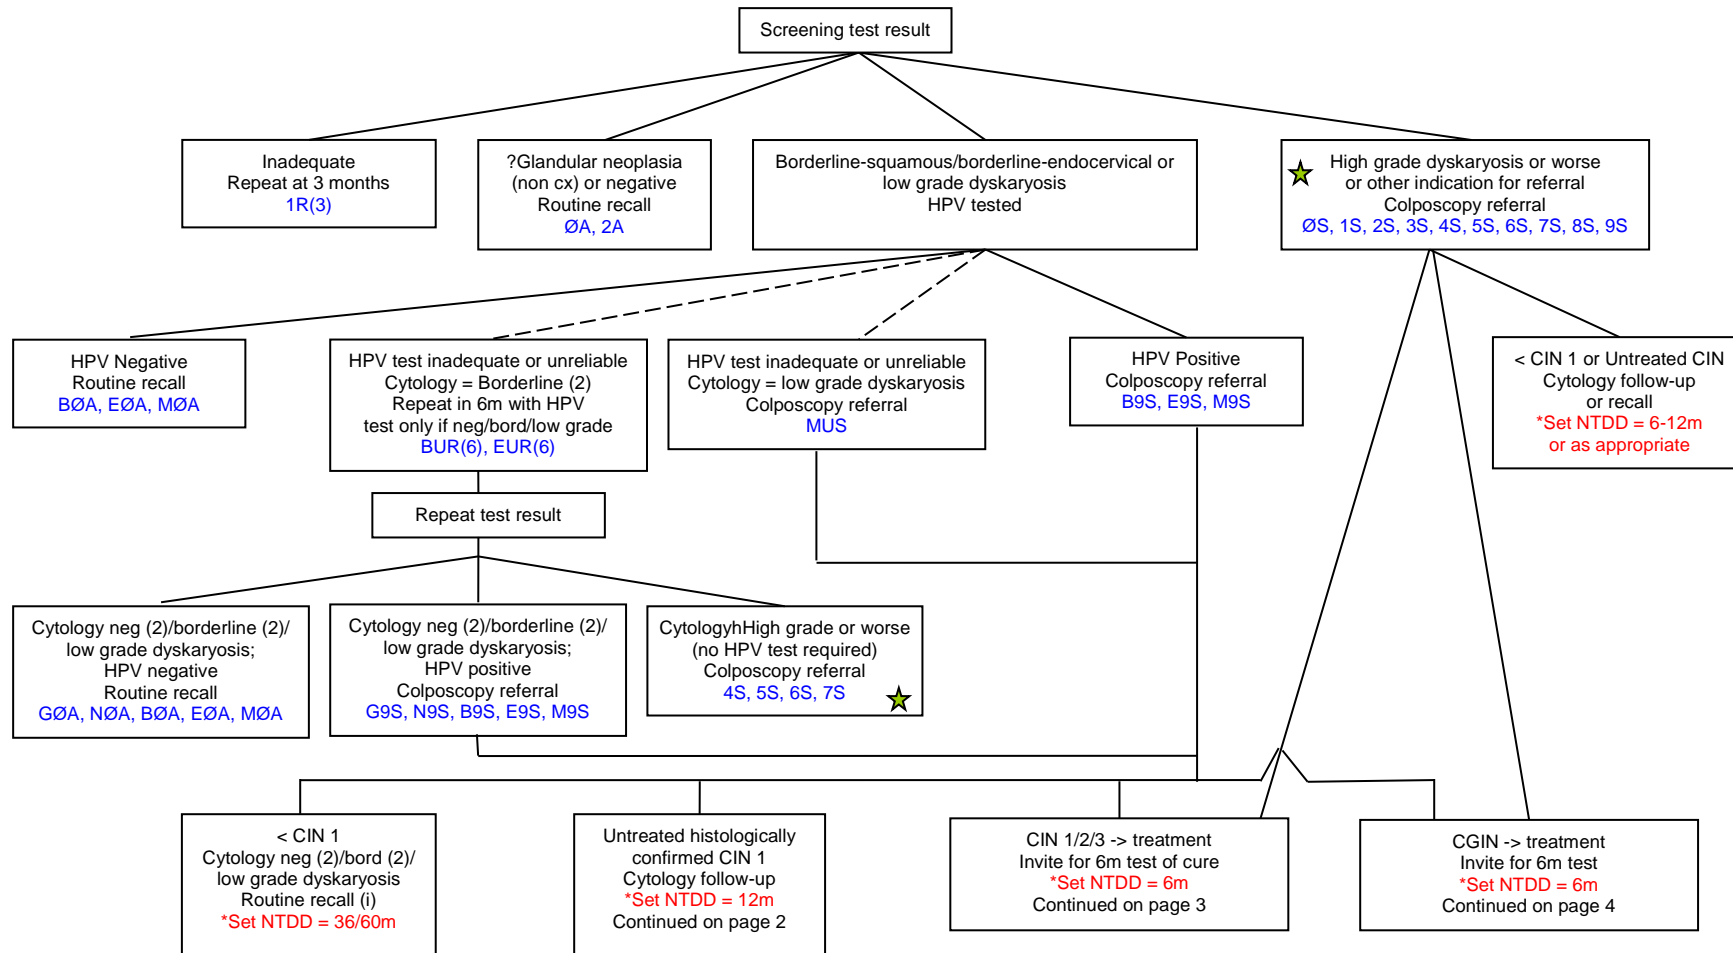 Screening test result
Inadequate
Repeat at 3 months
1R(3)
?Glandular neoplasia
(non cx) or negative
Routine recall
ØA, 2A
Borderline-squamous/borderline-endocervical or
low grade dyskaryosis
HPV tested
High grade dyskaryosis or worse
or other indication for referral
Colposcopy referral
ØS, 1S, 2S, 3S, 4S, 5S, 6S, 7S, 8S, 9S
HPV Negative
Routine recall
BØA, EØA, MØA
HPV test inadequate or unreliable
Cytology = Borderline (2)
Repeat in 6m with HPV
test only if neg/bord/low grade
BUR(6), EUR(6)
HPV test inadequate or unreliable
Cytology = low grade dyskaryosis
Colposcopy referral
MUS
HPV Positive
Colposcopy referral
B9S, E9S, M9S
< CIN 1 or Untreated CIN
Cytology follow-up
or recall
*Set NTDD = 6-12m
or as appropriate
Repeat test result
Cytology neg (2)/borderline (2)/
low grade dyskaryosis;
HPV negative
Routine recall
GØA, NØA, BØA, EØA, MØA
Cytology neg (2)/borderline (2)/
low grade dyskaryosis;
HPV positive
Colposcopy referral
G9S, N9S, B9S, E9S, M9S
CytologyhHigh grade or worse
(no HPV test required)
Colposcopy referral
4S, 5S, 6S, 7S
< CIN 1
Cytology neg (2)/bord (2)/
low grade dyskaryosis
Routine recall (i)
*Set NTDD = 36/60m
Untreated histologically
confirmed CIN 1
Cytology follow-up
*Set NTDD = 12m
Continued on page 2
CIN 1/2/3 -> treatment
Invite for 6m test of cure
*Set NTDD = 6m
Continued on page 3
CGIN -> treatment
Invite for 6m test
*Set NTDD = 6m
Continued on page 4